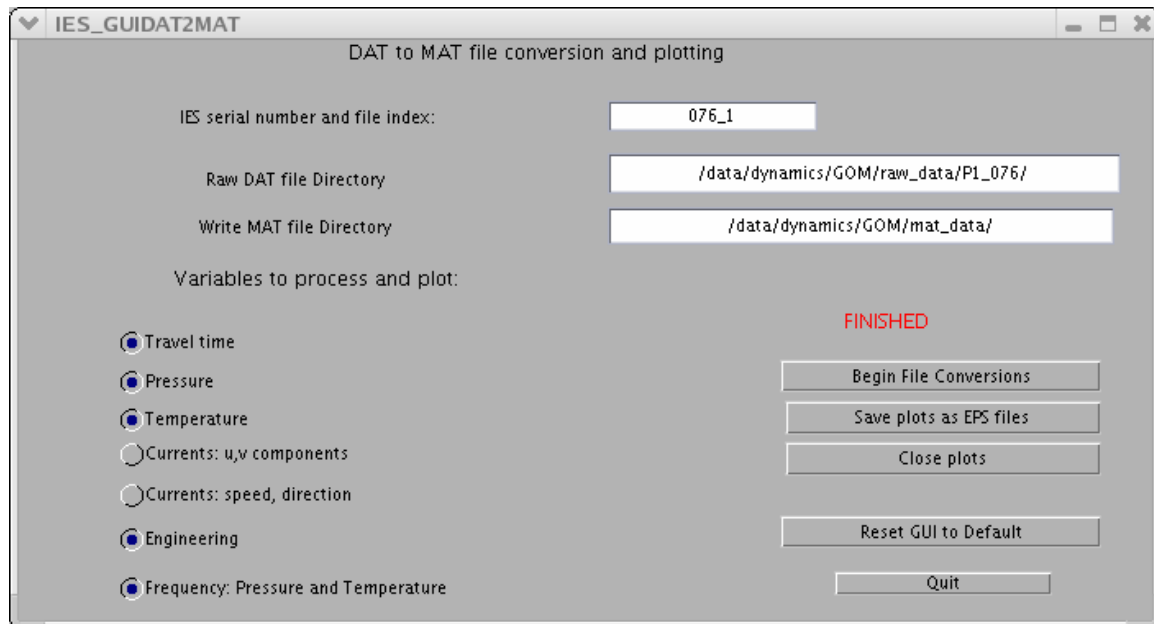 IES_GUIDAT2MAT
DAT to MAT file conversion and plotting
IES serial number and file index:
076_1
Raw DAT file Directory
/data/dynamics/GOM/raw_data/P1_076/
Write MAT file Directory
/data/dynamics/GOM/mat_data/
Variables to process and plot:
FINISHED
Travel time
Pressure
Begin File Conversions
Temperature
Save plots as EPS files
Currents: u,v components
Close plots
Currents: speed, direction
Engineering
Reset GUI to Default
Frequency: Pressure and Temperature
Quit